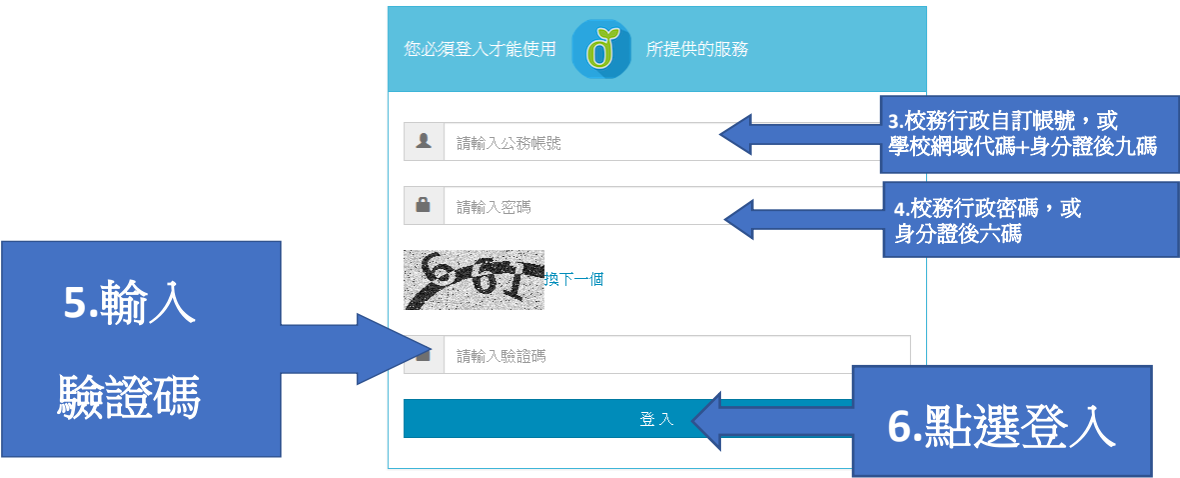 您必須登入才能使用 所提供的服務
3.校務行政自訂帳號，或
學校網域代碼+身分證後九碼
請輸入公務帳號
4.校務行政密碼，或
身分證後六碼
請輸入密碼
換下一個
5.輸入
驗證碼
請輸入驗證碼
登入
6.點選登入